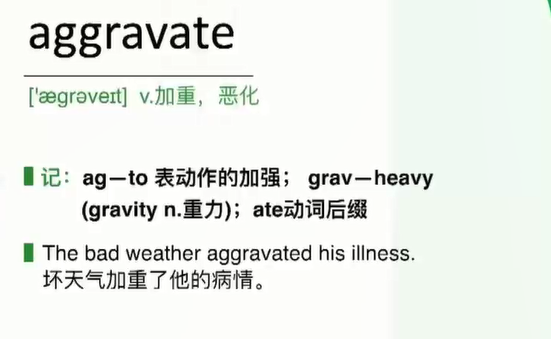 aggravate
['ægrəveɪt] v.加重，恶化
记：ag—to 表动作的加强； grav—heavy
(gravity n.重力)；ate动词后缀
The bad weather aggravated his illness.
坏天气加重了他的病情。